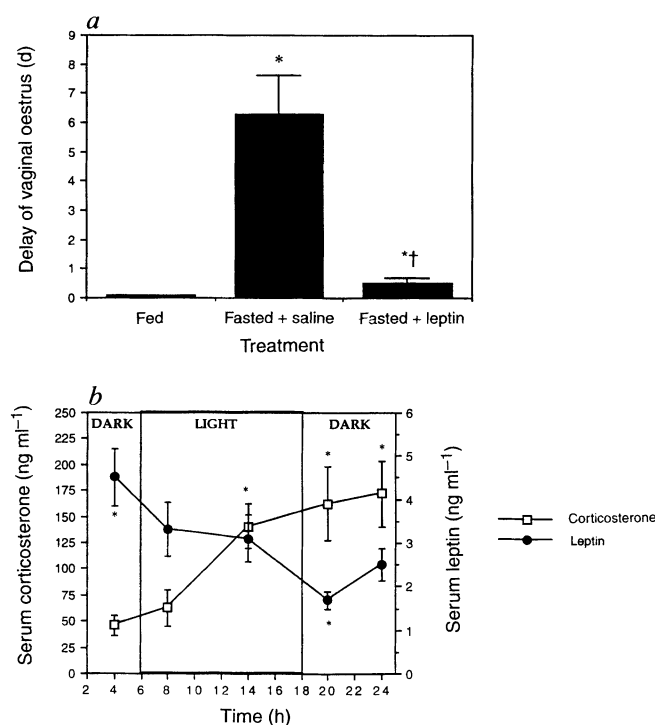 a
Delay of vaginal oestrus (d)
9
8
7
6
5
4
3
2
1
0
*
*†
Fed Fasted + saline Fasted + leptin
Treatment
b
Serum corticosterone (ng ml⁻¹)
250
225
200
175
150
125
100
75
50
25
0
DARK LIGHT DARK
*
*
*
*
*
6
5
4
3
2
1
0
Serum leptin (ng ml⁻¹)
2 4 6 8 10 12 14 16 18 20 22 24
Time (h)
Corticosterone
Leptin